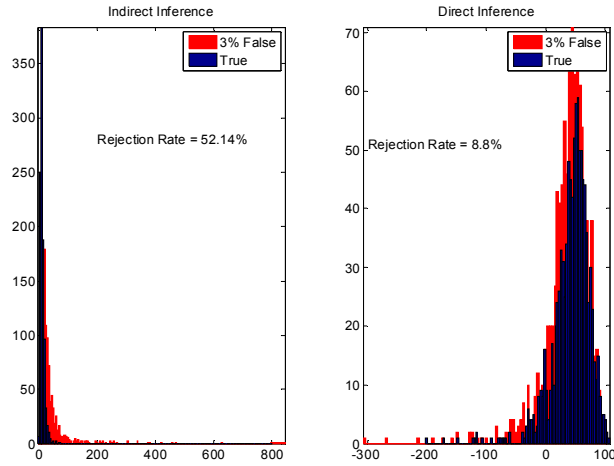 Indirect Inference
3% False
True
Rejection Rate = 52.14%
350
300
250
200
150
100
50
0
0 200 400 600 800
Direct Inference
3% False
True
Rejection Rate = 8.8%
70
60
50
40
30
20
10
0
-300 -200 -100 0 100